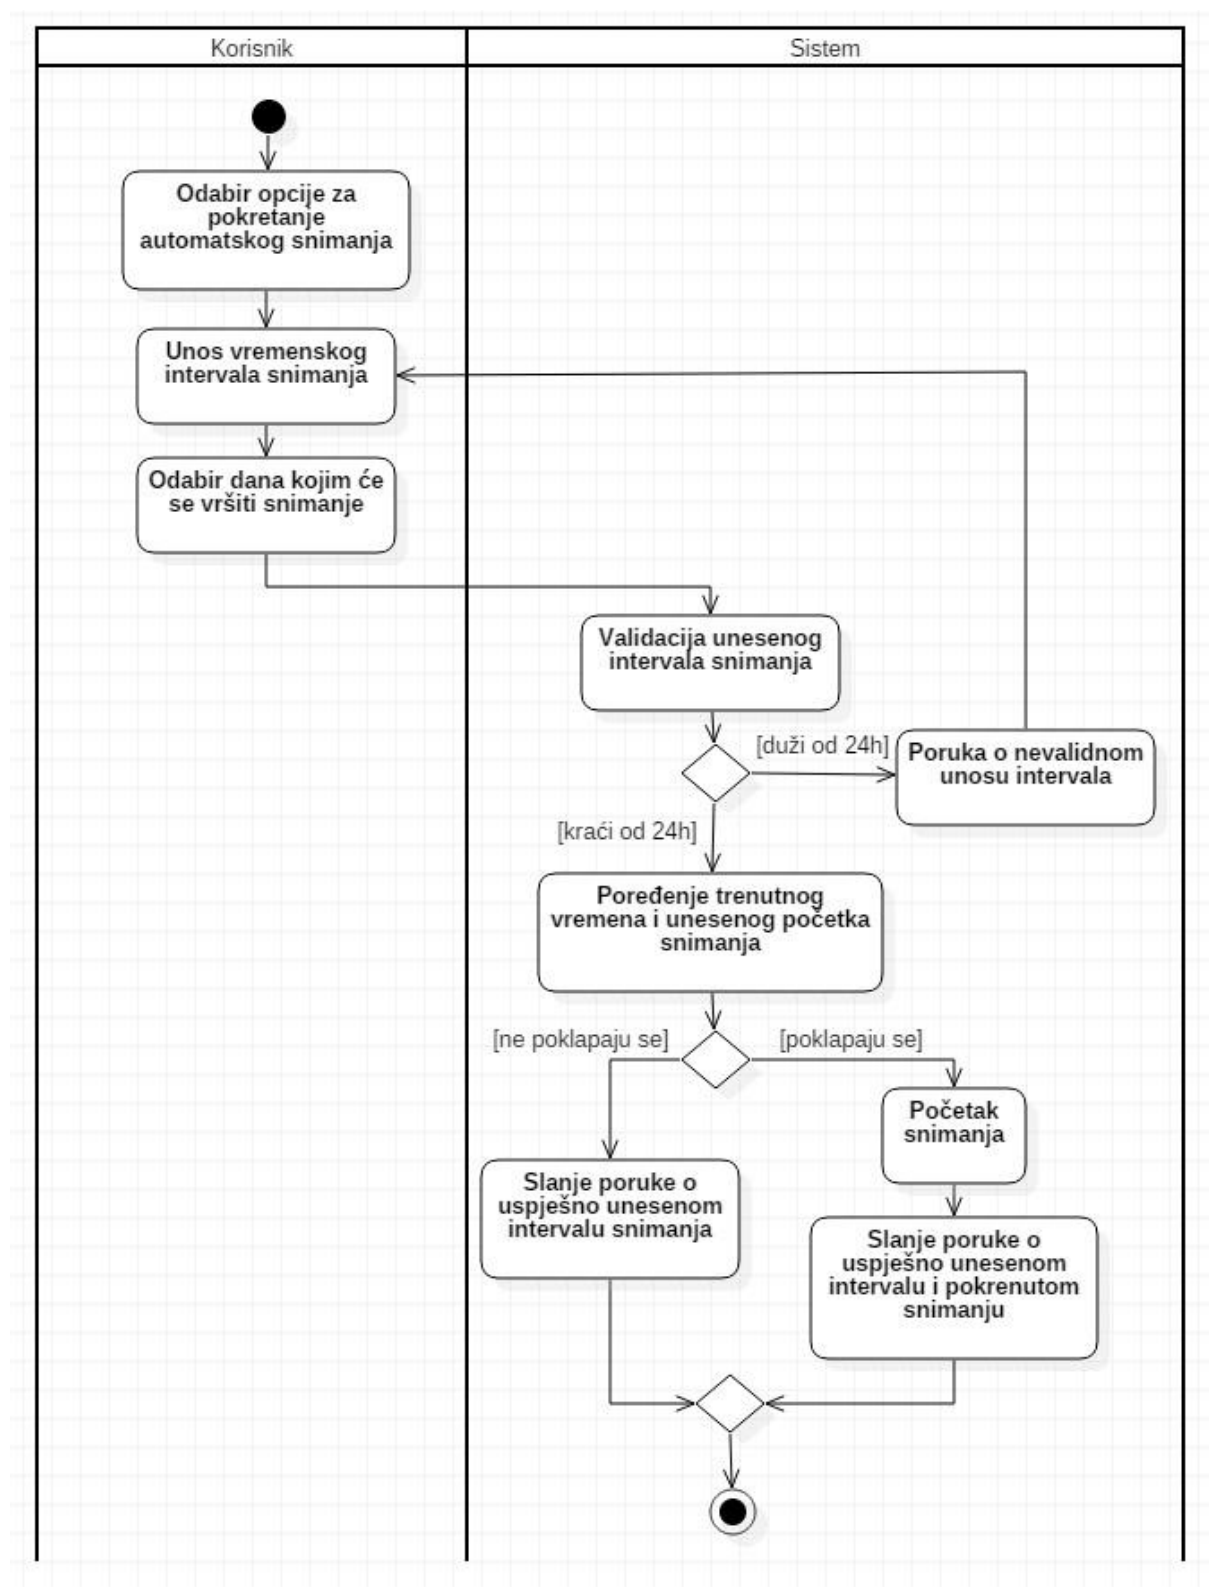 Korisnik
Sistem
Odabir opcije za
pokretanje
automatskog snimanja
Unos vremenskog
intervala snimanja
Odabir dana kojim će
se vršiti snimanje
Validacija unesenog
intervala snimanja
[duži od 24h]
Poruka o nevalidnom
unosu intervala
[kraći od 24h]
Poređenje trenutnog
vremena i unesenog početka
snimanja
[ne poklapaju se]
[poklapaju se]
Početak
snimanja
Slanje poruke o
uspješno unesenom
intervalu snimanja
Slanje poruke o
uspješno unesenom
intervalu i pokrenutom
snimanju